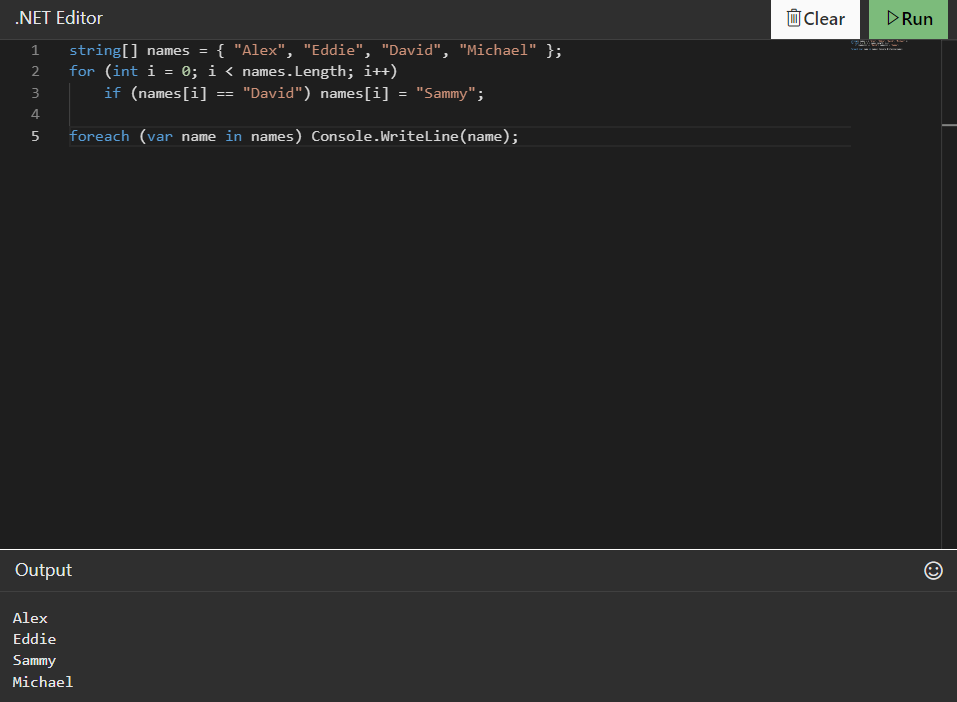 .NET Editor
Clear
Run
1 string[] names = { "Alex", "Eddie", "David", "Michael" };
2 for (int i = 0; i < names.Length; i++)
3     if (names[i] == "David") names[i] = "Sammy";
4
5 foreach (var name in names) Console.WriteLine(name);
Output
Alex
Eddie
Sammy
Michael